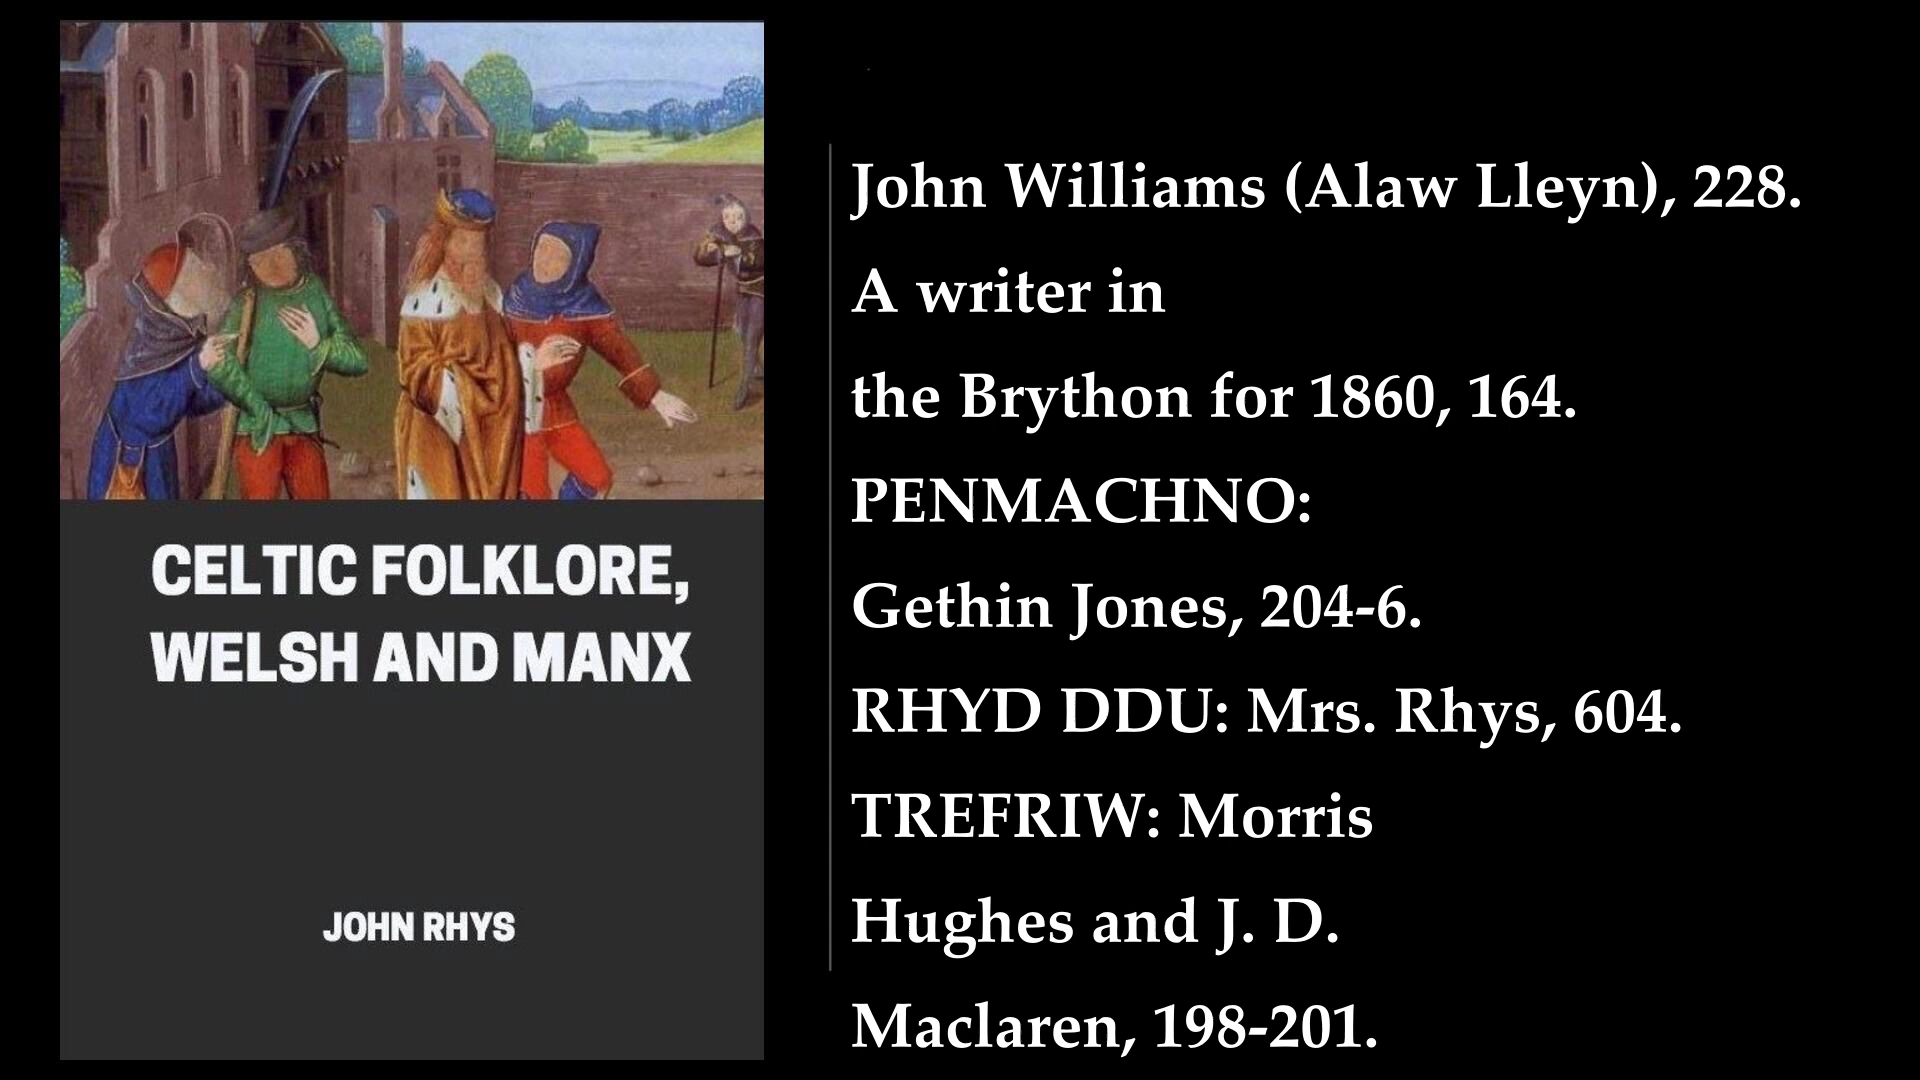 CELTIC FOLKLORE,
WELSH AND MANX
JOHN RHYS
John Williams (Alaw Lleyn), 228.
A writer in
the Brython for 1860, 164.
PENMACHNO:
Gethin Jones, 204-6.
RHYD DDU: Mrs. Rhys, 604.
TREFRIW: Morris
Hughes and J. D.
Maclaren, 198-201.